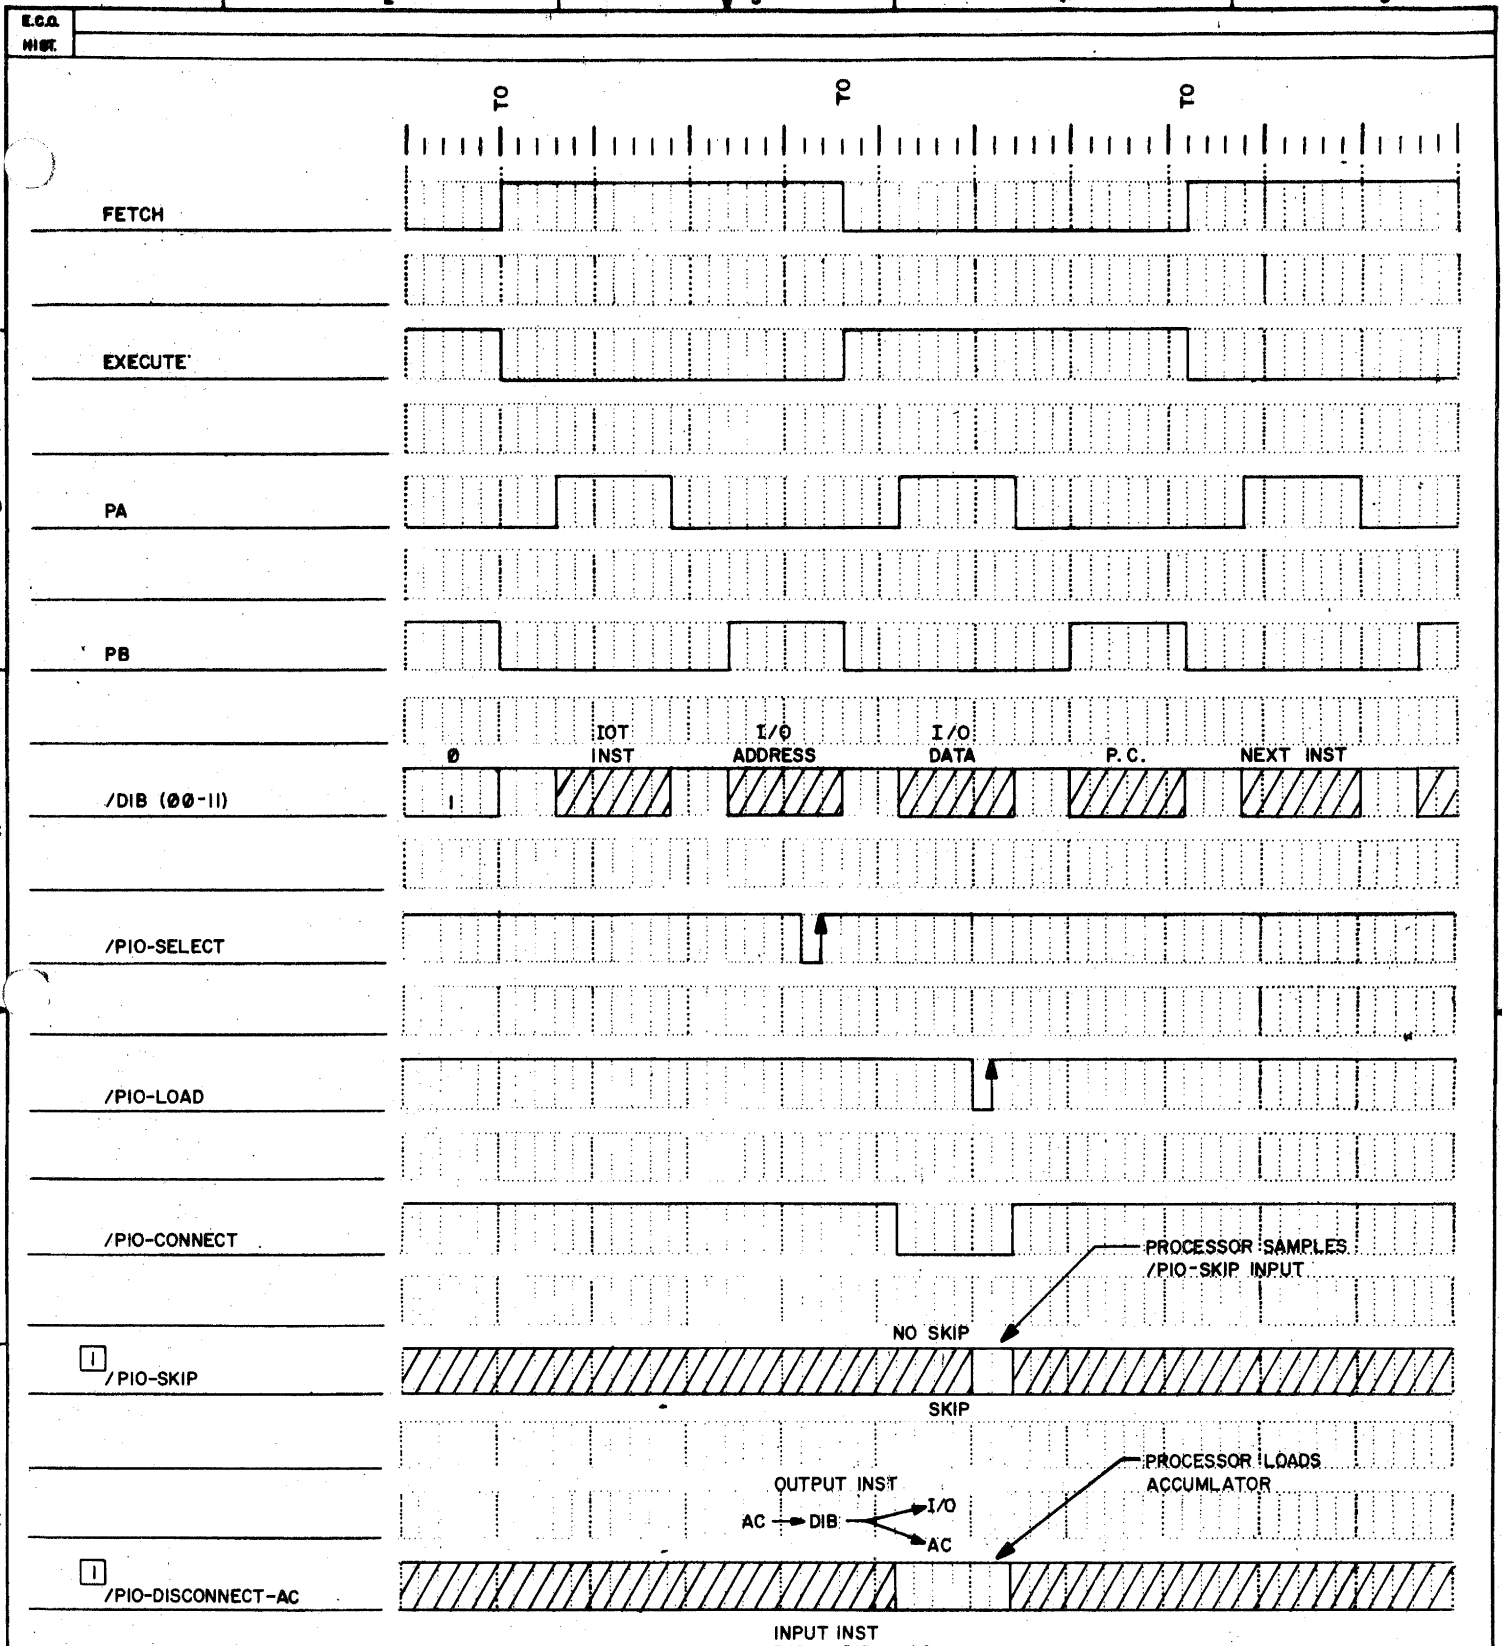 E.C.O.
HIST.
TO TO TO
FETCH
EXECUTE
PA
PB
IOT INST
I/O ADDRESS
I/O DATA
P.C.
NEXT INST
Ø
1
/DIB (ØØ-11)
/PIO-SELECT
/PIO-LOAD
/PIO-CONNECT
PROCESSOR SAMPLES
/PIO-SKIP INPUT
NO SKIP
1
/PIO-SKIP
SKIP
PROCESSOR LOADS
ACCUMLATOR
OUTPUT INST
I/O
AC → DIB
AC
1
/PIO-DISCONNECT-AC
INPUT INST